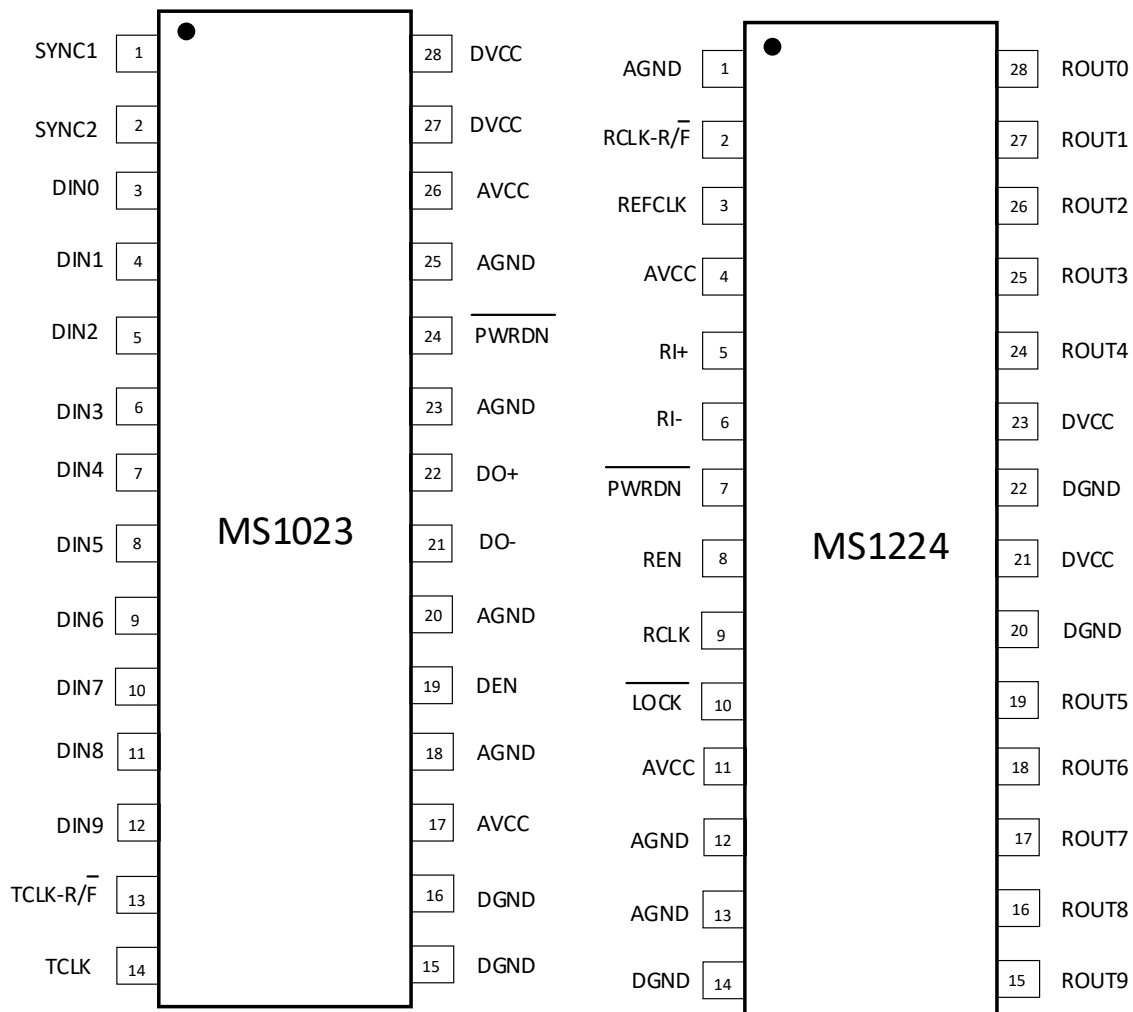 SYNC1 1
SYNC2 2
DIN0 3
DIN1 4
DIN2 5
DIN3 6
DIN4 7
DIN5 8
DIN6 9
DIN7 10
DIN8 11
DIN9 12
TCLK-R/F̅ 13
TCLK 14
MS1023
28 DVCC
27 DVCC
26 AVCC
25 AGND
24 P̅W̅R̅D̅N̅
23 AGND
22 DO+
21 DO-
20 AGND
19 DEN
18 AGND
17 AVCC
16 DGND
15 DGND
AGND 1
RCLK-R/F̅ 2
REFCLK 3
AVCC 4
RI+ 5
RI- 6
P̅W̅R̅D̅N̅ 7
REN 8
RCLK 9
L̅O̅C̅K̅ 10
AVCC 11
AGND 12
AGND 13
DGND 14
MS1224
28 ROUT0
27 ROUT1
26 ROUT2
25 ROUT3
24 ROUT4
23 DVCC
22 DGND
21 DVCC
20 DGND
19 ROUT5
18 ROUT6
17 ROUT7
16 ROUT8
15 ROUT9